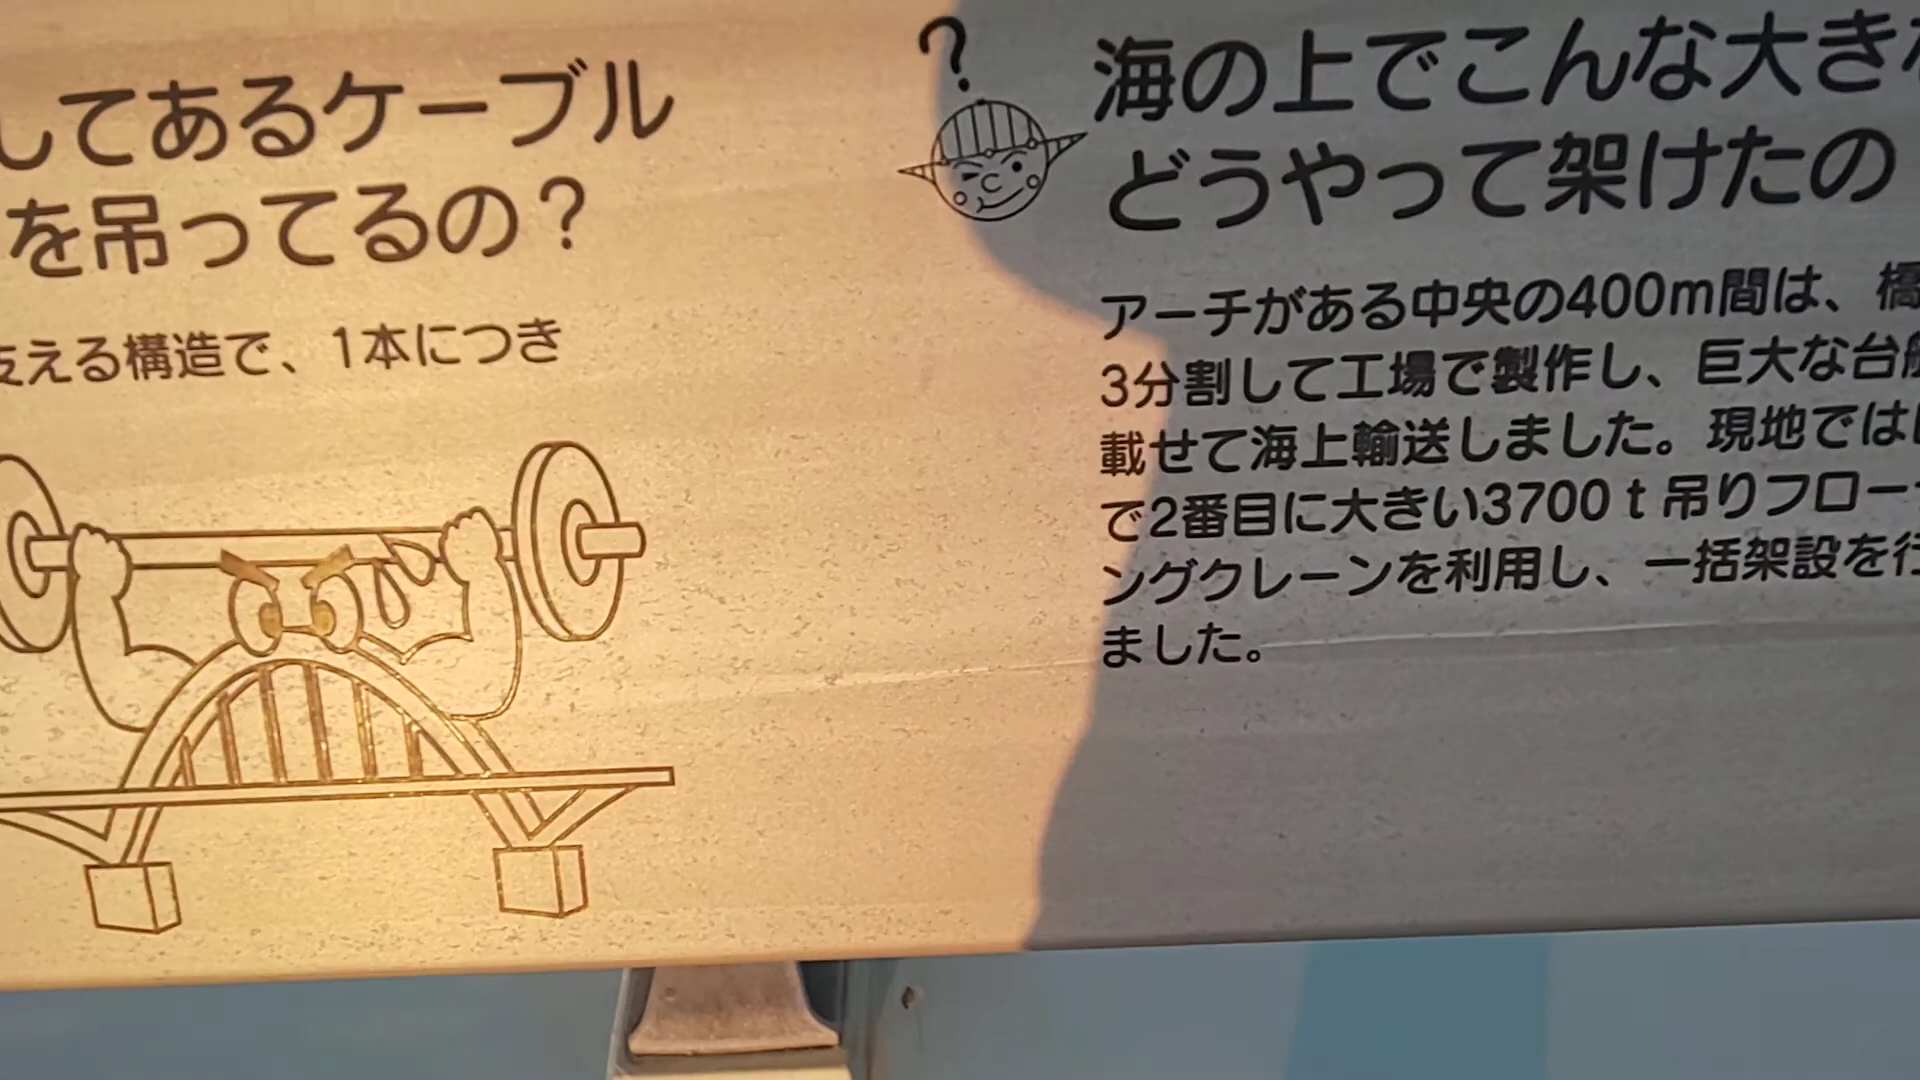 してあるケーブル
を吊ってるの？
支える構造で、1本につき
?
海の上でこんな大き
どうやって架けたの
アーチがある中央の400m間は、橋
3分割して工場で製作し、巨大な台船
載せて海上輸送しました。現地では
で2番目に大きい3700ｔ吊りフロー
ングクレーンを利用し、一括架設を行
ました。